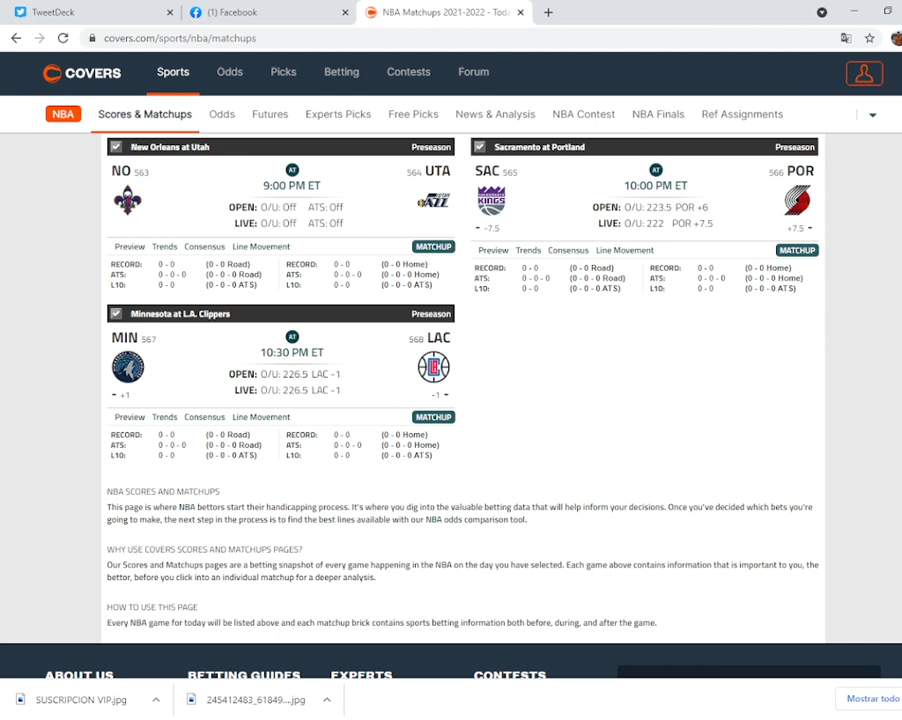 TweetDeck
(1) Facebook
NBA Matchups 2021-2022 - Toda
covers.com/sports/nba/matchups
COVERS
Sports
Odds
Picks
Betting
Contests
Forum
NBA
Scores & Matchups
Odds
Futures
Experts Picks
Free Picks
News & Analysis
NBA Contest
NBA Finals
Ref Assignments
New Orleans at Utah Preseason
NO 563 AT 564 UTA
9:00 PM ET
JAZZ
OPEN: O/U: Off ATS: Off
LIVE: O/U: Off ATS: Off
Preview Trends Consensus Line Movement MATCHUP
RECORD: 0 - 0 (0 - 0 Road) RECORD: 0 - 0 (0 - 0 Home)
ATS: 0 - 0 - 0 (0 - 0 - 0 Road) ATS: 0 - 0 - 0 (0 - 0 - 0 Home)
L10: 0 - 0 (0 - 0 - 0 ATS) L10: 0 - 0 (0 - 0 - 0 ATS)
Sacramento at Portland Preseason
SAC 565 AT 566 POR
10:00 PM ET
KINGS
OPEN: O/U: 223.5 POR +6
LIVE: O/U: 222 POR +7.5
- -7.5 +7.5 -
Preview Trends Consensus Line Movement MATCHUP
RECORD: 0 - 0 (0 - 0 Road) RECORD: 0 - 0 (0 - 0 Home)
ATS: 0 - 0 - 0 (0 - 0 - 0 Road) ATS: 0 - 0 - 0 (0 - 0 - 0 Home)
L10: 0 - 0 (0 - 0 - 0 ATS) L10: 0 - 0 (0 - 0 - 0 ATS)
Minnesota at L.A. Clippers Preseason
MIN 567 AT 568 LAC
10:30 PM ET
OPEN: O/U: 226.5 LAC -1
LIVE: O/U: 226.5 LAC -1
- +1 -1 -
Preview Trends Consensus Line Movement MATCHUP
RECORD: 0 - 0 (0 - 0 Road) RECORD: 0 - 0 (0 - 0 Home)
ATS: 0 - 0 - 0 (0 - 0 - 0 Road) ATS: 0 - 0 - 0 (0 - 0 - 0 Home)
L10: 0 - 0 (0 - 0 - 0 ATS) L10: 0 - 0 (0 - 0 - 0 ATS)
NBA SCORES AND MATCHUPS
This page is where NBA bettors start their handicapping process. It's where you dig into the valuable betting data that will help inform your decisions. Once you've decided which bets you're
going to make, the next step in the process is to find the best lines available with our NBA odds comparison tool.
WHY USE COVERS SCORES AND MATCHUPS PAGES?
Our Scores and Matchups pages are a betting snapshot of every game happening in the NBA on the day you have selected. Each game above contains information that is important to you, the
bettor, before you click into an individual matchup for a deeper analysis.
HOW TO USE THIS PAGE
Every NBA game for today will be listed above and each matchup brick contains sports betting information both before, during, and after the game.
ABOUT US
BETTING GUIDES
EXPERTS
CONTESTS
SUSCRIPCION VIP.jpg
245412483_61849....jpg
Mostrar todo